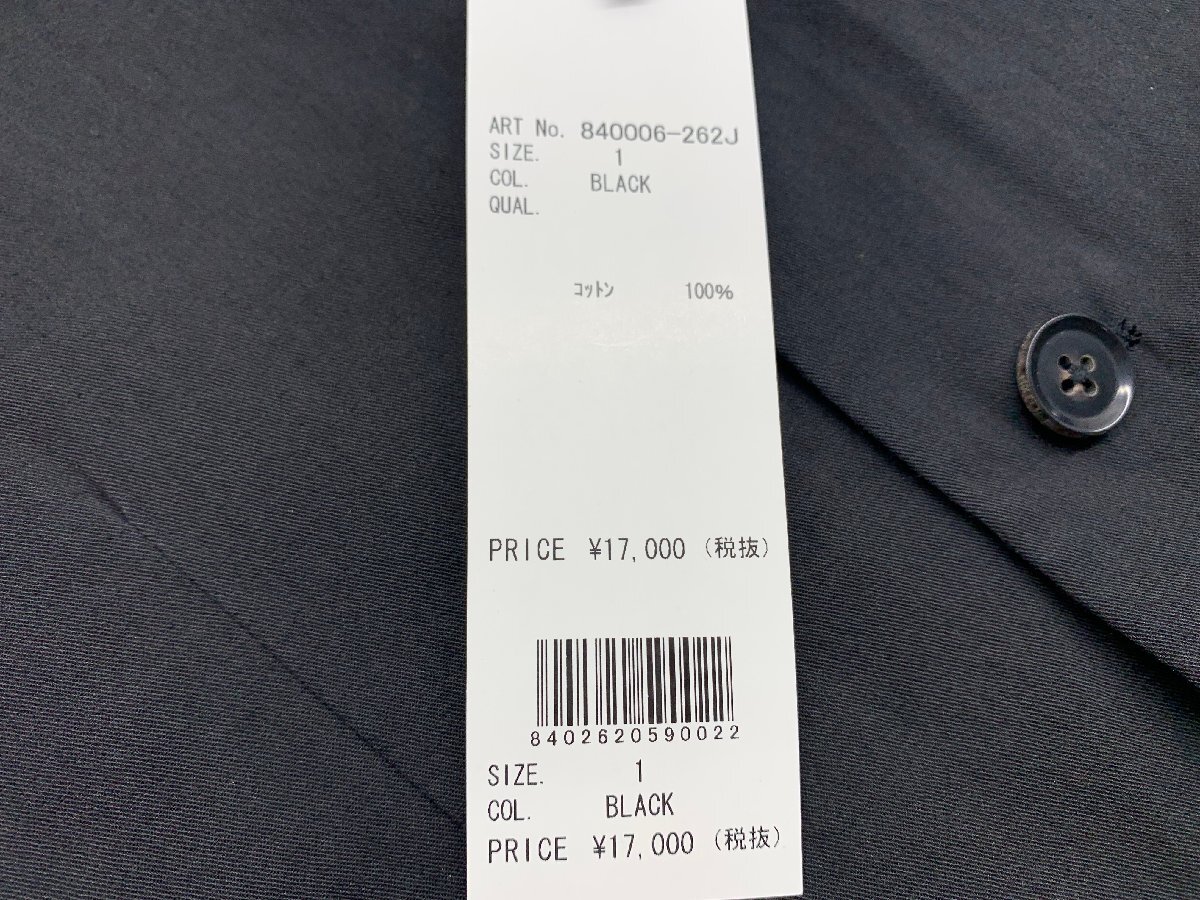 ART No. 840006-262J
SIZE. 1
COL. BLACK
QUAL.
コットン 100%
PRICE ¥17,000 (税抜)
8402620590022
SIZE. 1
COL. BLACK
PRICE ¥17,000 (税抜)